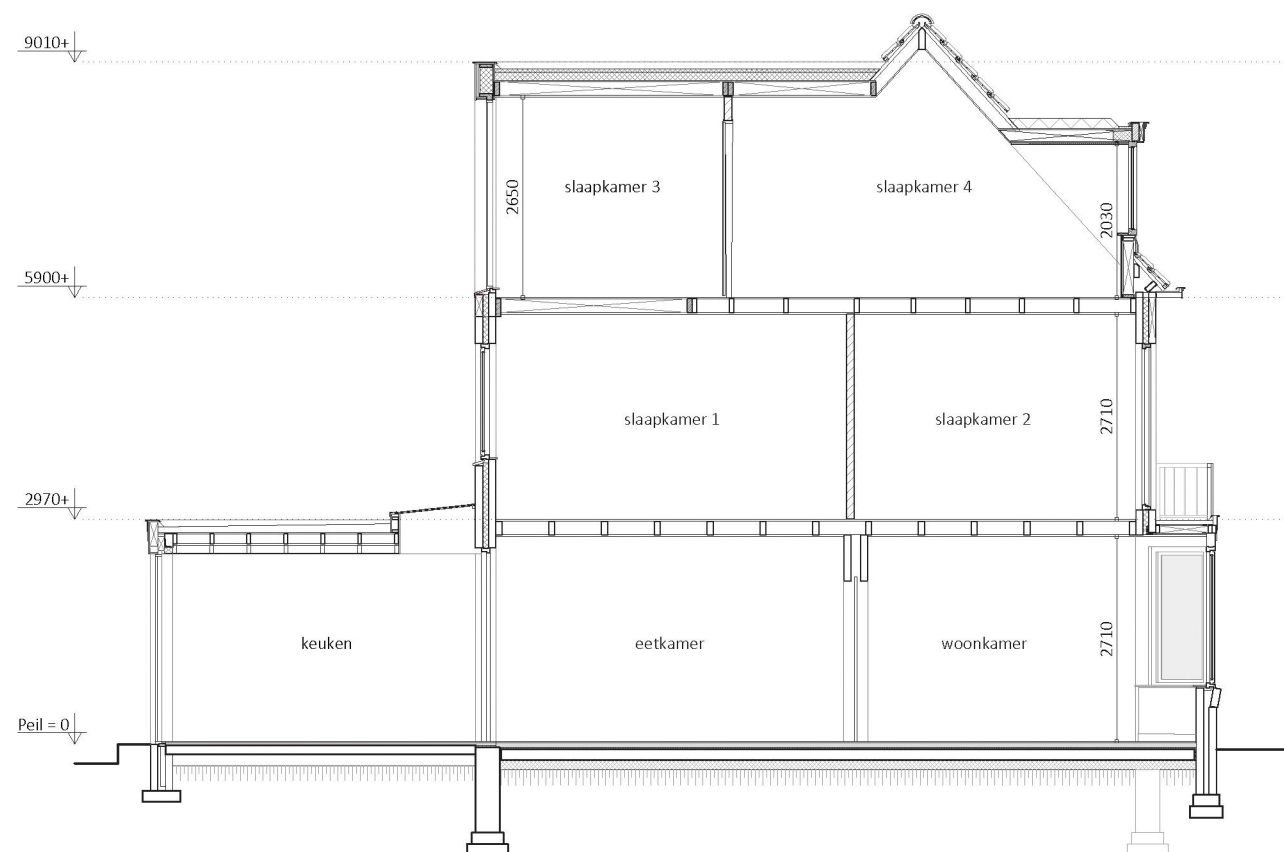 9010+
slaapkamer 3
slaapkamer 4
2650
2030
5900+
slaapkamer 1
slaapkamer 2
2710
2970+
keuken
eetkamer
woonkamer
2710
Peil = 0